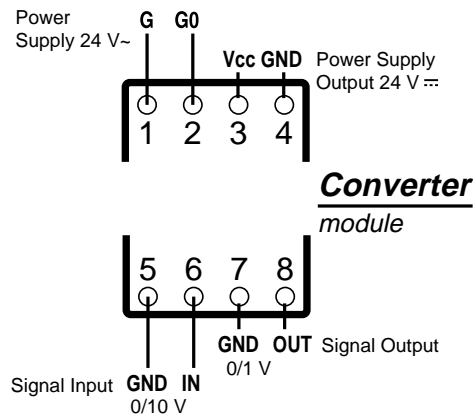 Power
Supply 24 V~
G G0
Vcc GND
Power Supply
Output 24 V ⎓
1 2 3 4
Converter
module
5 6 7 8
GND OUT Signal Output
0/1 V
Signal Input GND IN
0/10 V